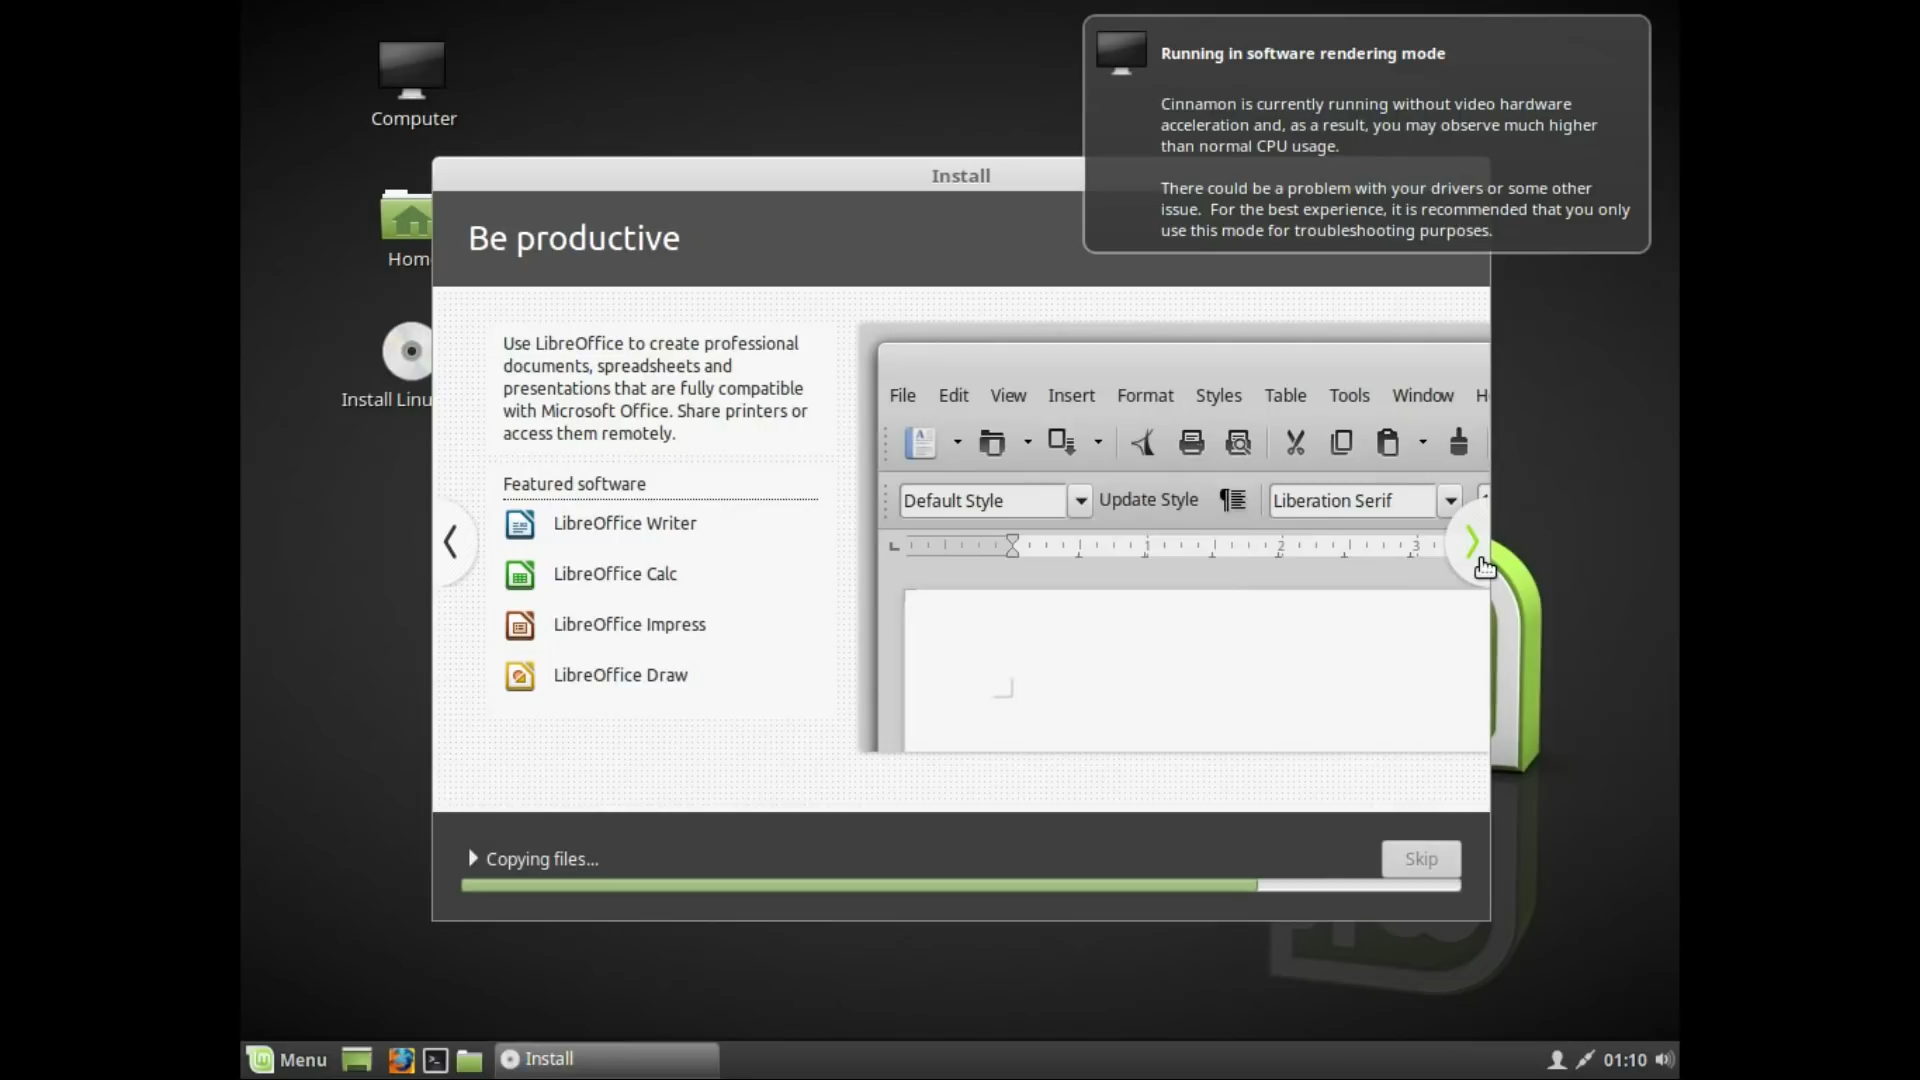 Computer
Running in software rendering mode
Cinnamon is currently running without video hardware
acceleration and, as a result, you may observe much higher
than normal CPU usage.
There could be a problem with your drivers or some other
issue.  For the best experience, it is recommended that you only
use this mode for troubleshooting purposes.
Install
Hom
Install Linu
Be productive
Use LibreOffice to create professional
documents, spreadsheets and
presentations that are fully compatible
with Microsoft Office. Share printers or
access them remotely.
Featured software
LibreOffice Writer
LibreOffice Calc
LibreOffice Impress
LibreOffice Draw
File Edit View Insert Format Styles Table Tools Window H
Default Style Update Style Liberation Serif
1 2 3
Copying files...
Skip
Menu Install 01:10